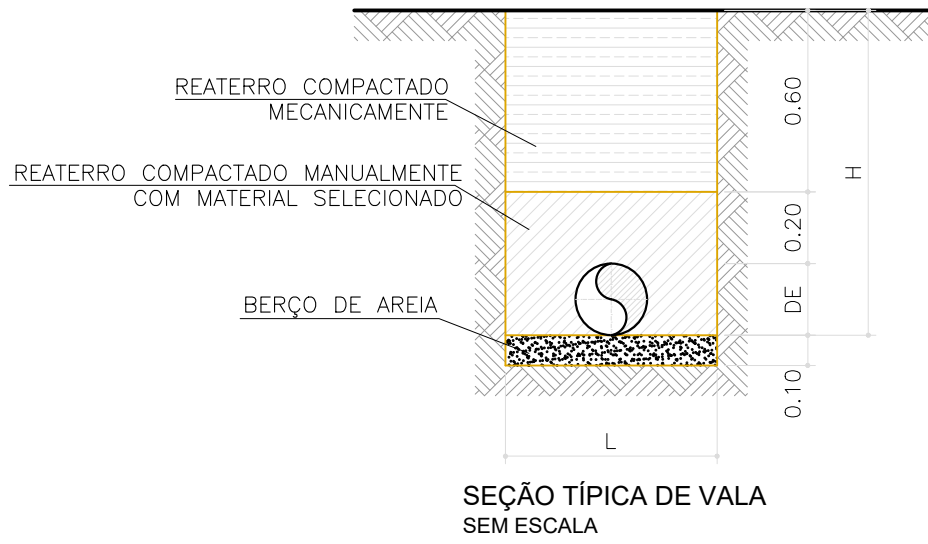 REATERRO COMPACTADO
MECANICAMENTE
REATERRO COMPACTADO MANUALMENTE
COM MATERIAL SELECIONADO
BERÇO DE AREIA
0.60
H
0.20
DE
0.10
L
SEÇÃO TÍPICA DE VALA
SEM ESCALA